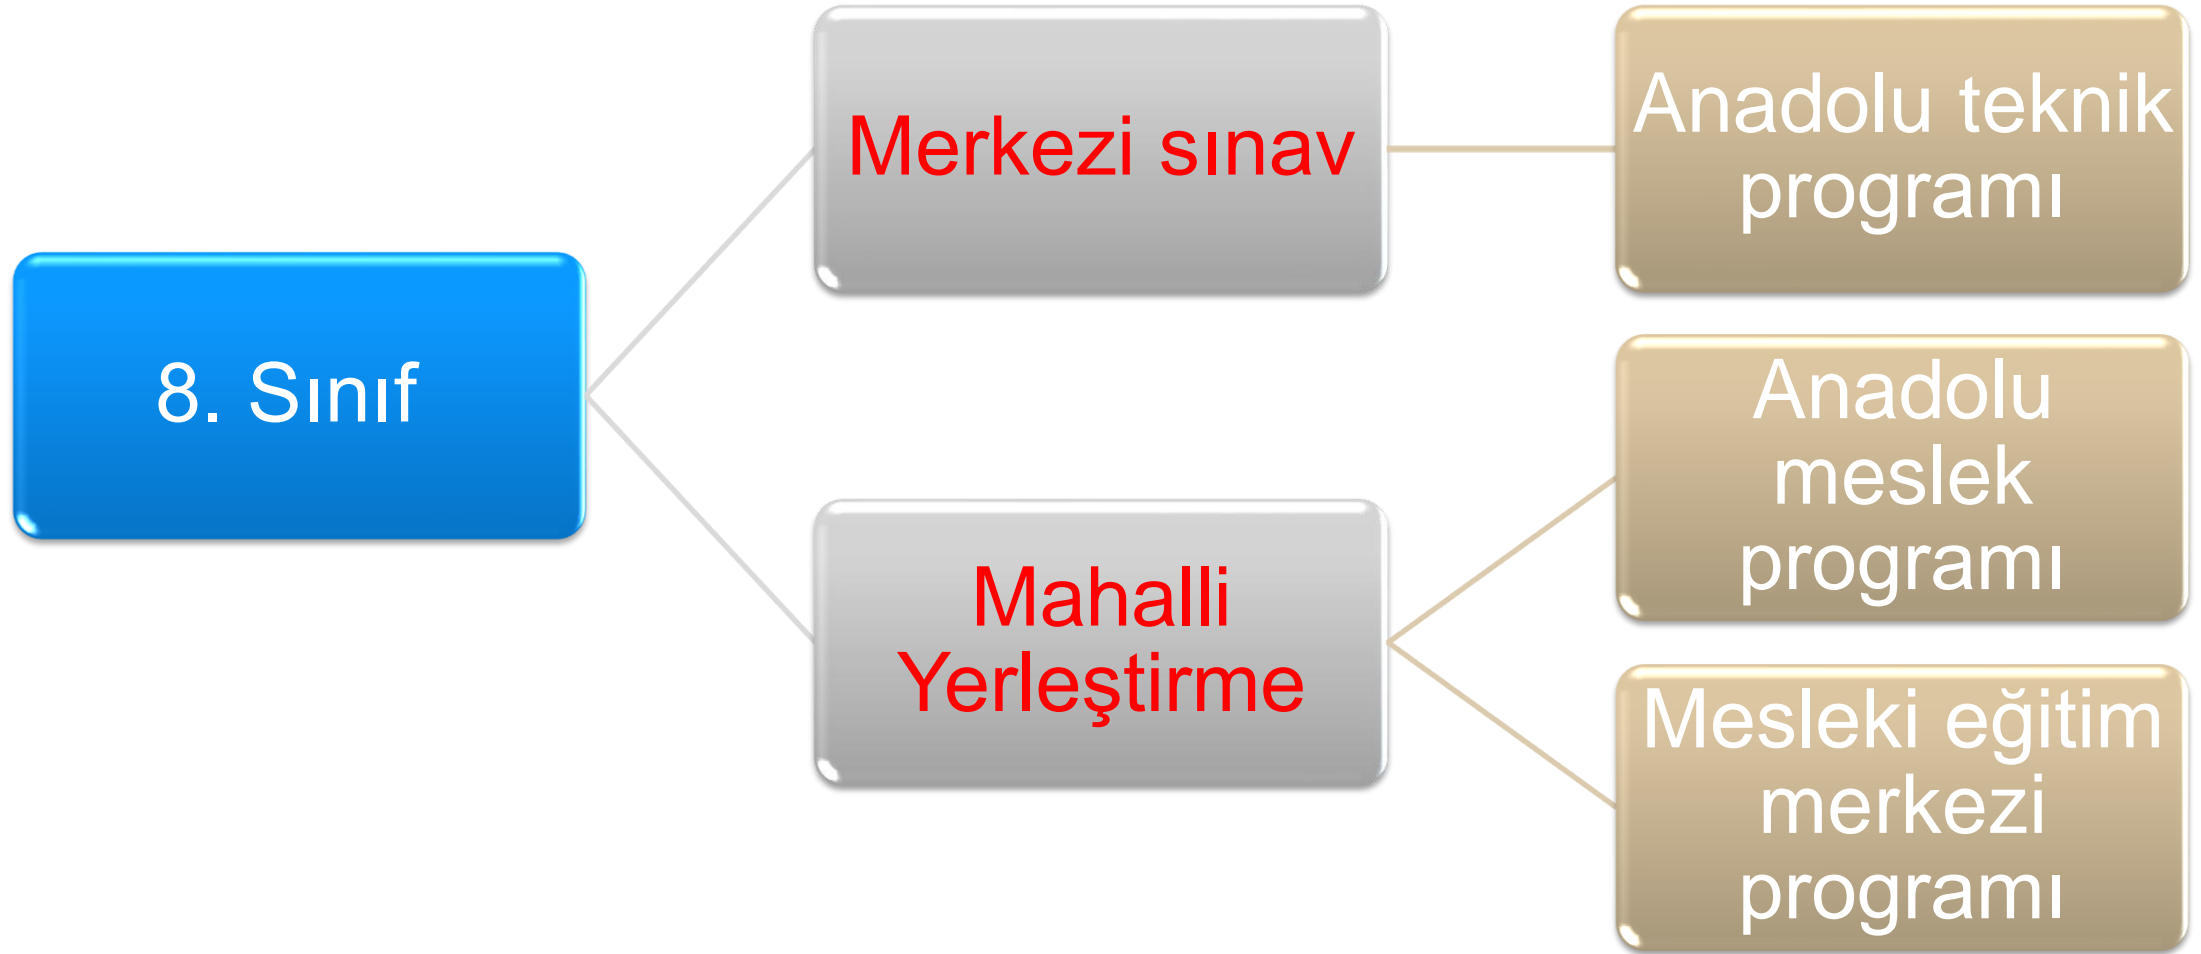 8. Sınıf
Merkezi sınav
Anadolu teknik
programı
Mahalli
Yerleştirme
Anadolu
meslek
programı
Mesleki eğitim
merkezi
programı